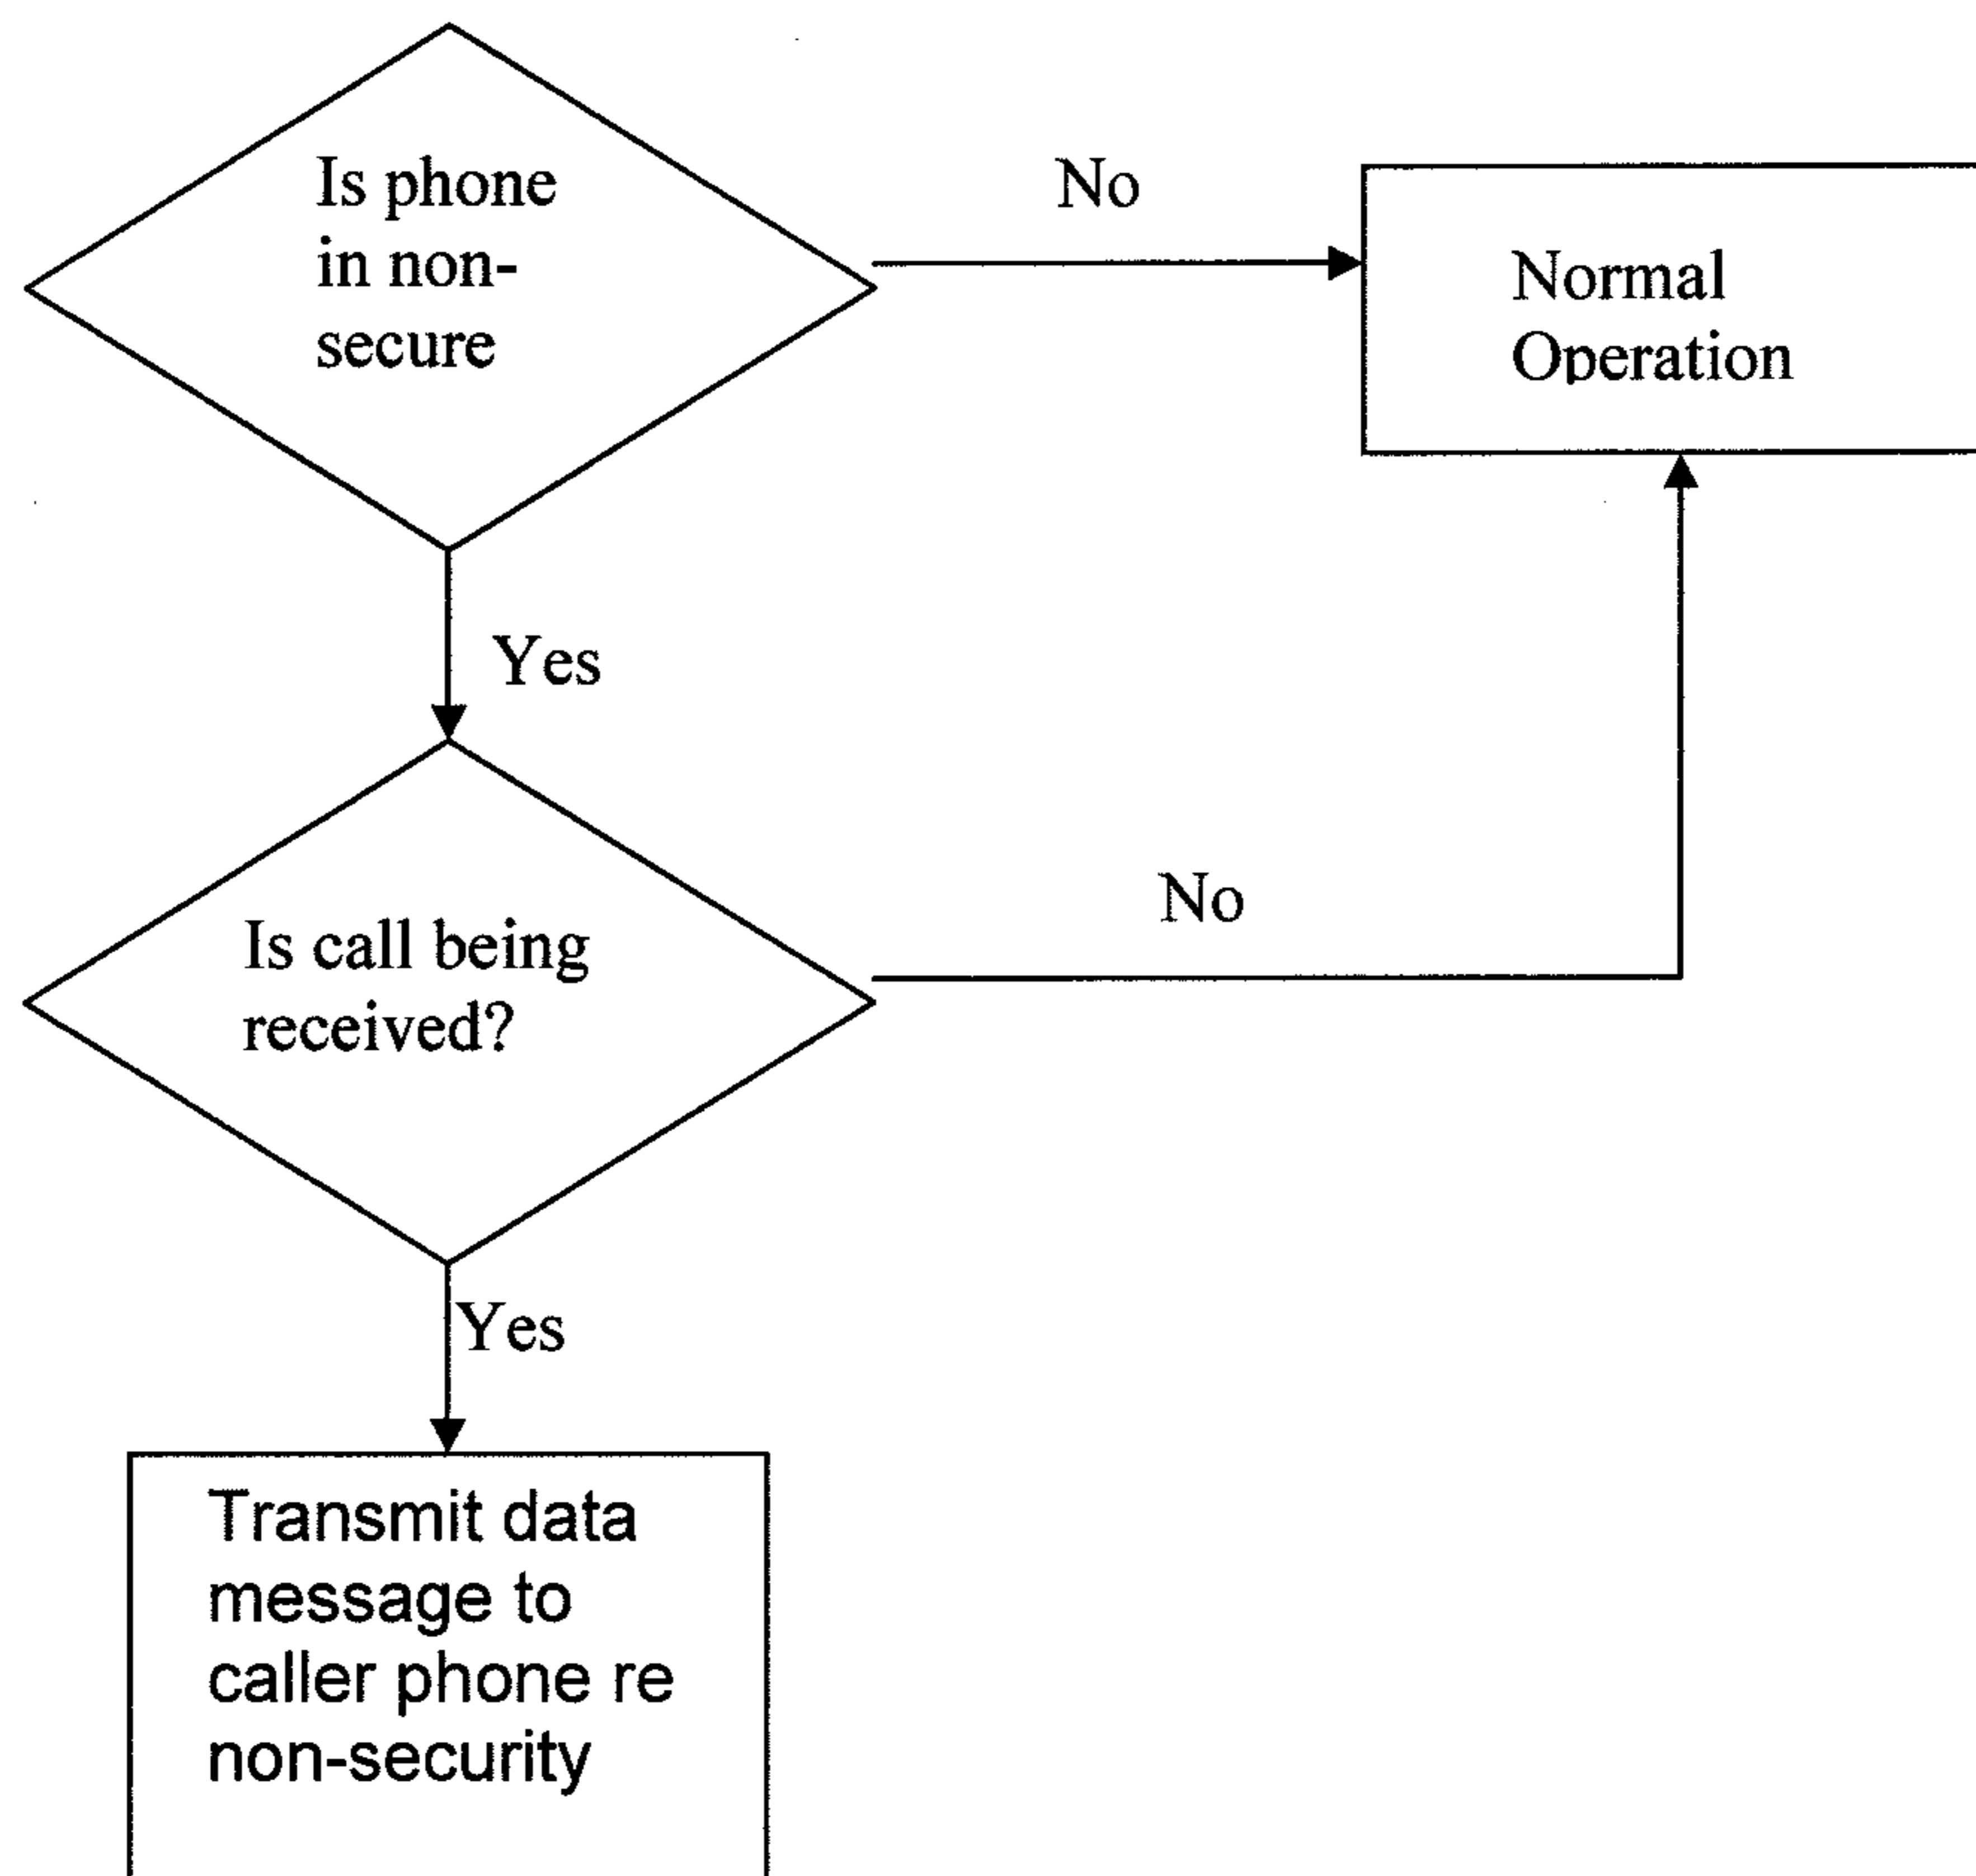 Is phone
in non-
secure
No
Normal
Operation
Yes
Is call being
received?
No
Yes
Transmit data
message to
caller phone re
non-security